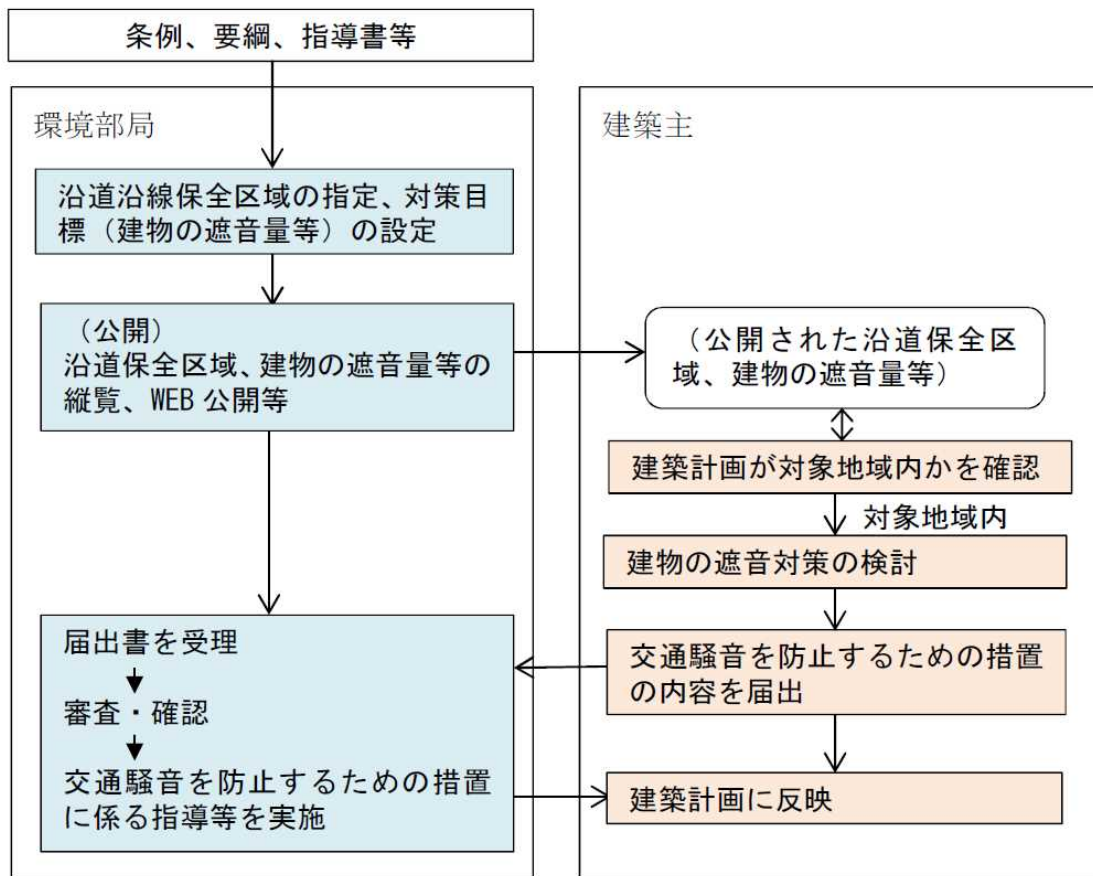 条例、要綱、指導書等
環境部局
沿道沿線保全区域の指定、対策目
標（建物の遮音量等）の設定
（公開）
沿道保全区域、建物の遮音量等の
縦覧、WEB 公開等
届出書を受理
審査・確認
交通騒音を防止するための措置
に係る指導等を実施
建築主
（公開された沿道保全区
域、建物の遮音量等）
建築計画が対象地域内かを確認
対象地域内
建物の遮音対策の検討
交通騒音を防止するための措置
の内容を届出
建築計画に反映